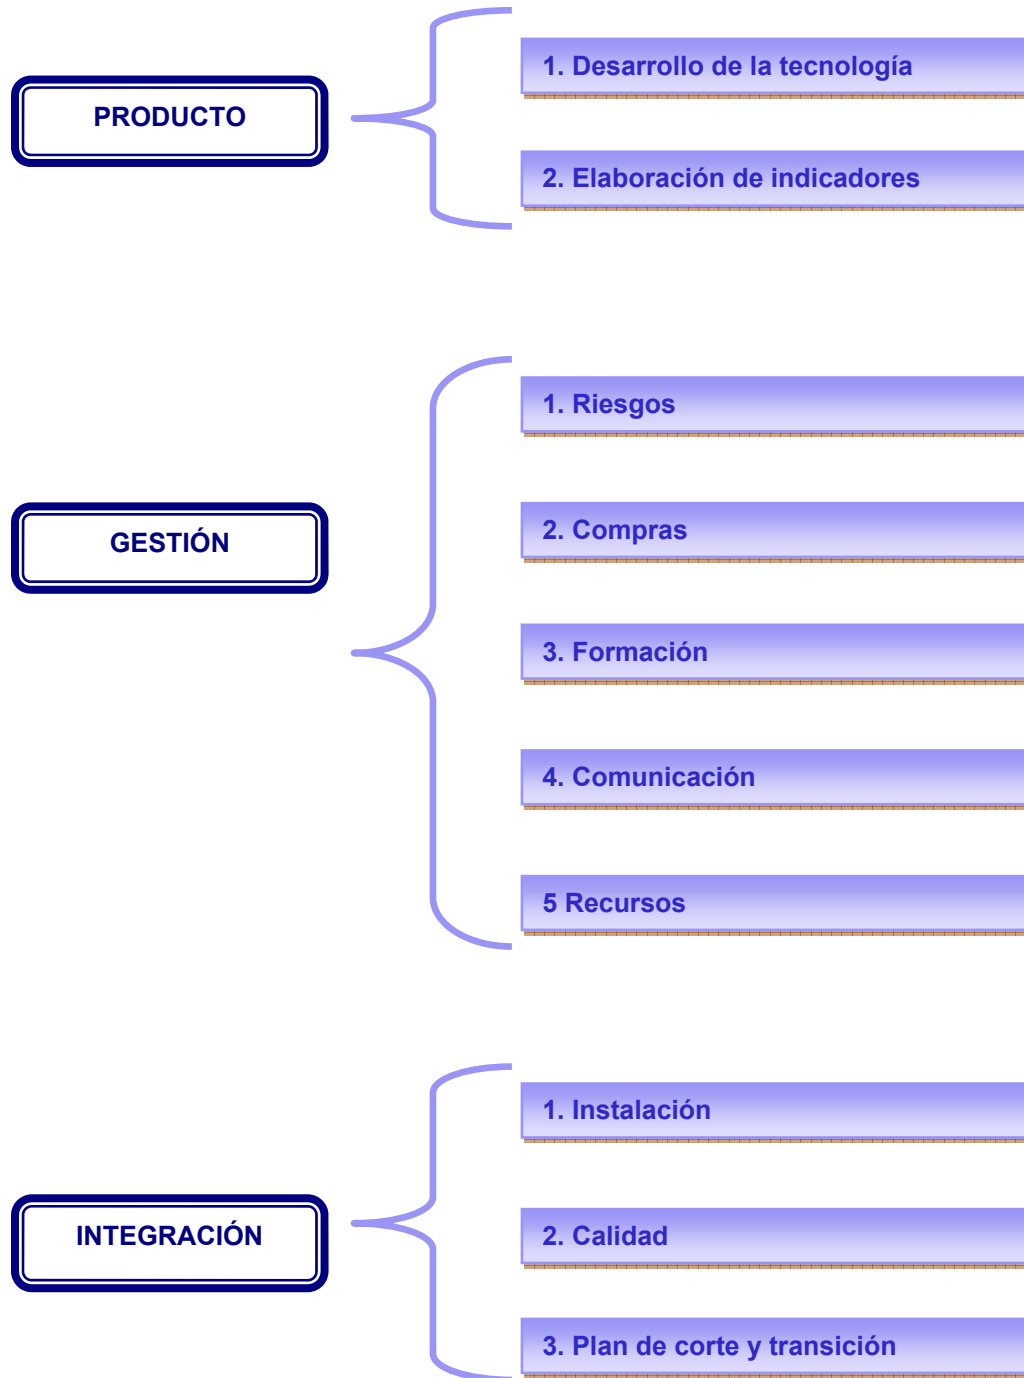 PRODUCTO
1. Desarrollo de la tecnología
2. Elaboración de indicadores
GESTIÓN
1. Riesgos
2. Compras
3. Formación
4. Comunicación
5 Recursos
INTEGRACIÓN
1. Instalación
2. Calidad
3. Plan de corte y transición